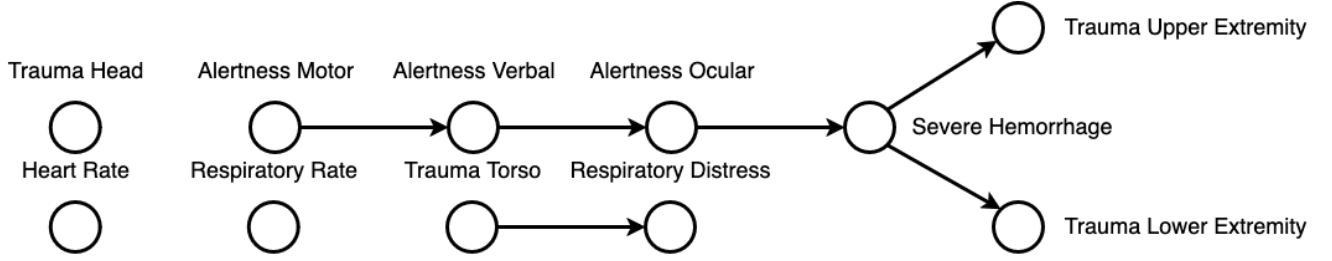 Trauma Upper Extremity
Trauma Head
Alertness Motor
Alertness Verbal
Alertness Ocular
Severe Hemorrhage
Heart Rate
Respiratory Rate
Trauma Torso
Respiratory Distress
Trauma Lower Extremity